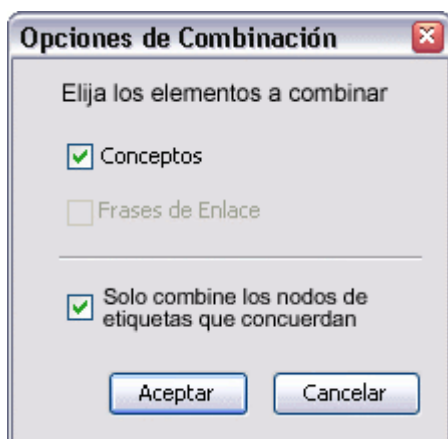 Opciones de Combinación
Elija los elementos a combinar
Conceptos
Frases de Enlace
Solo combine los nodos de
etiquetas que concuerdan
Aceptar
Cancelar